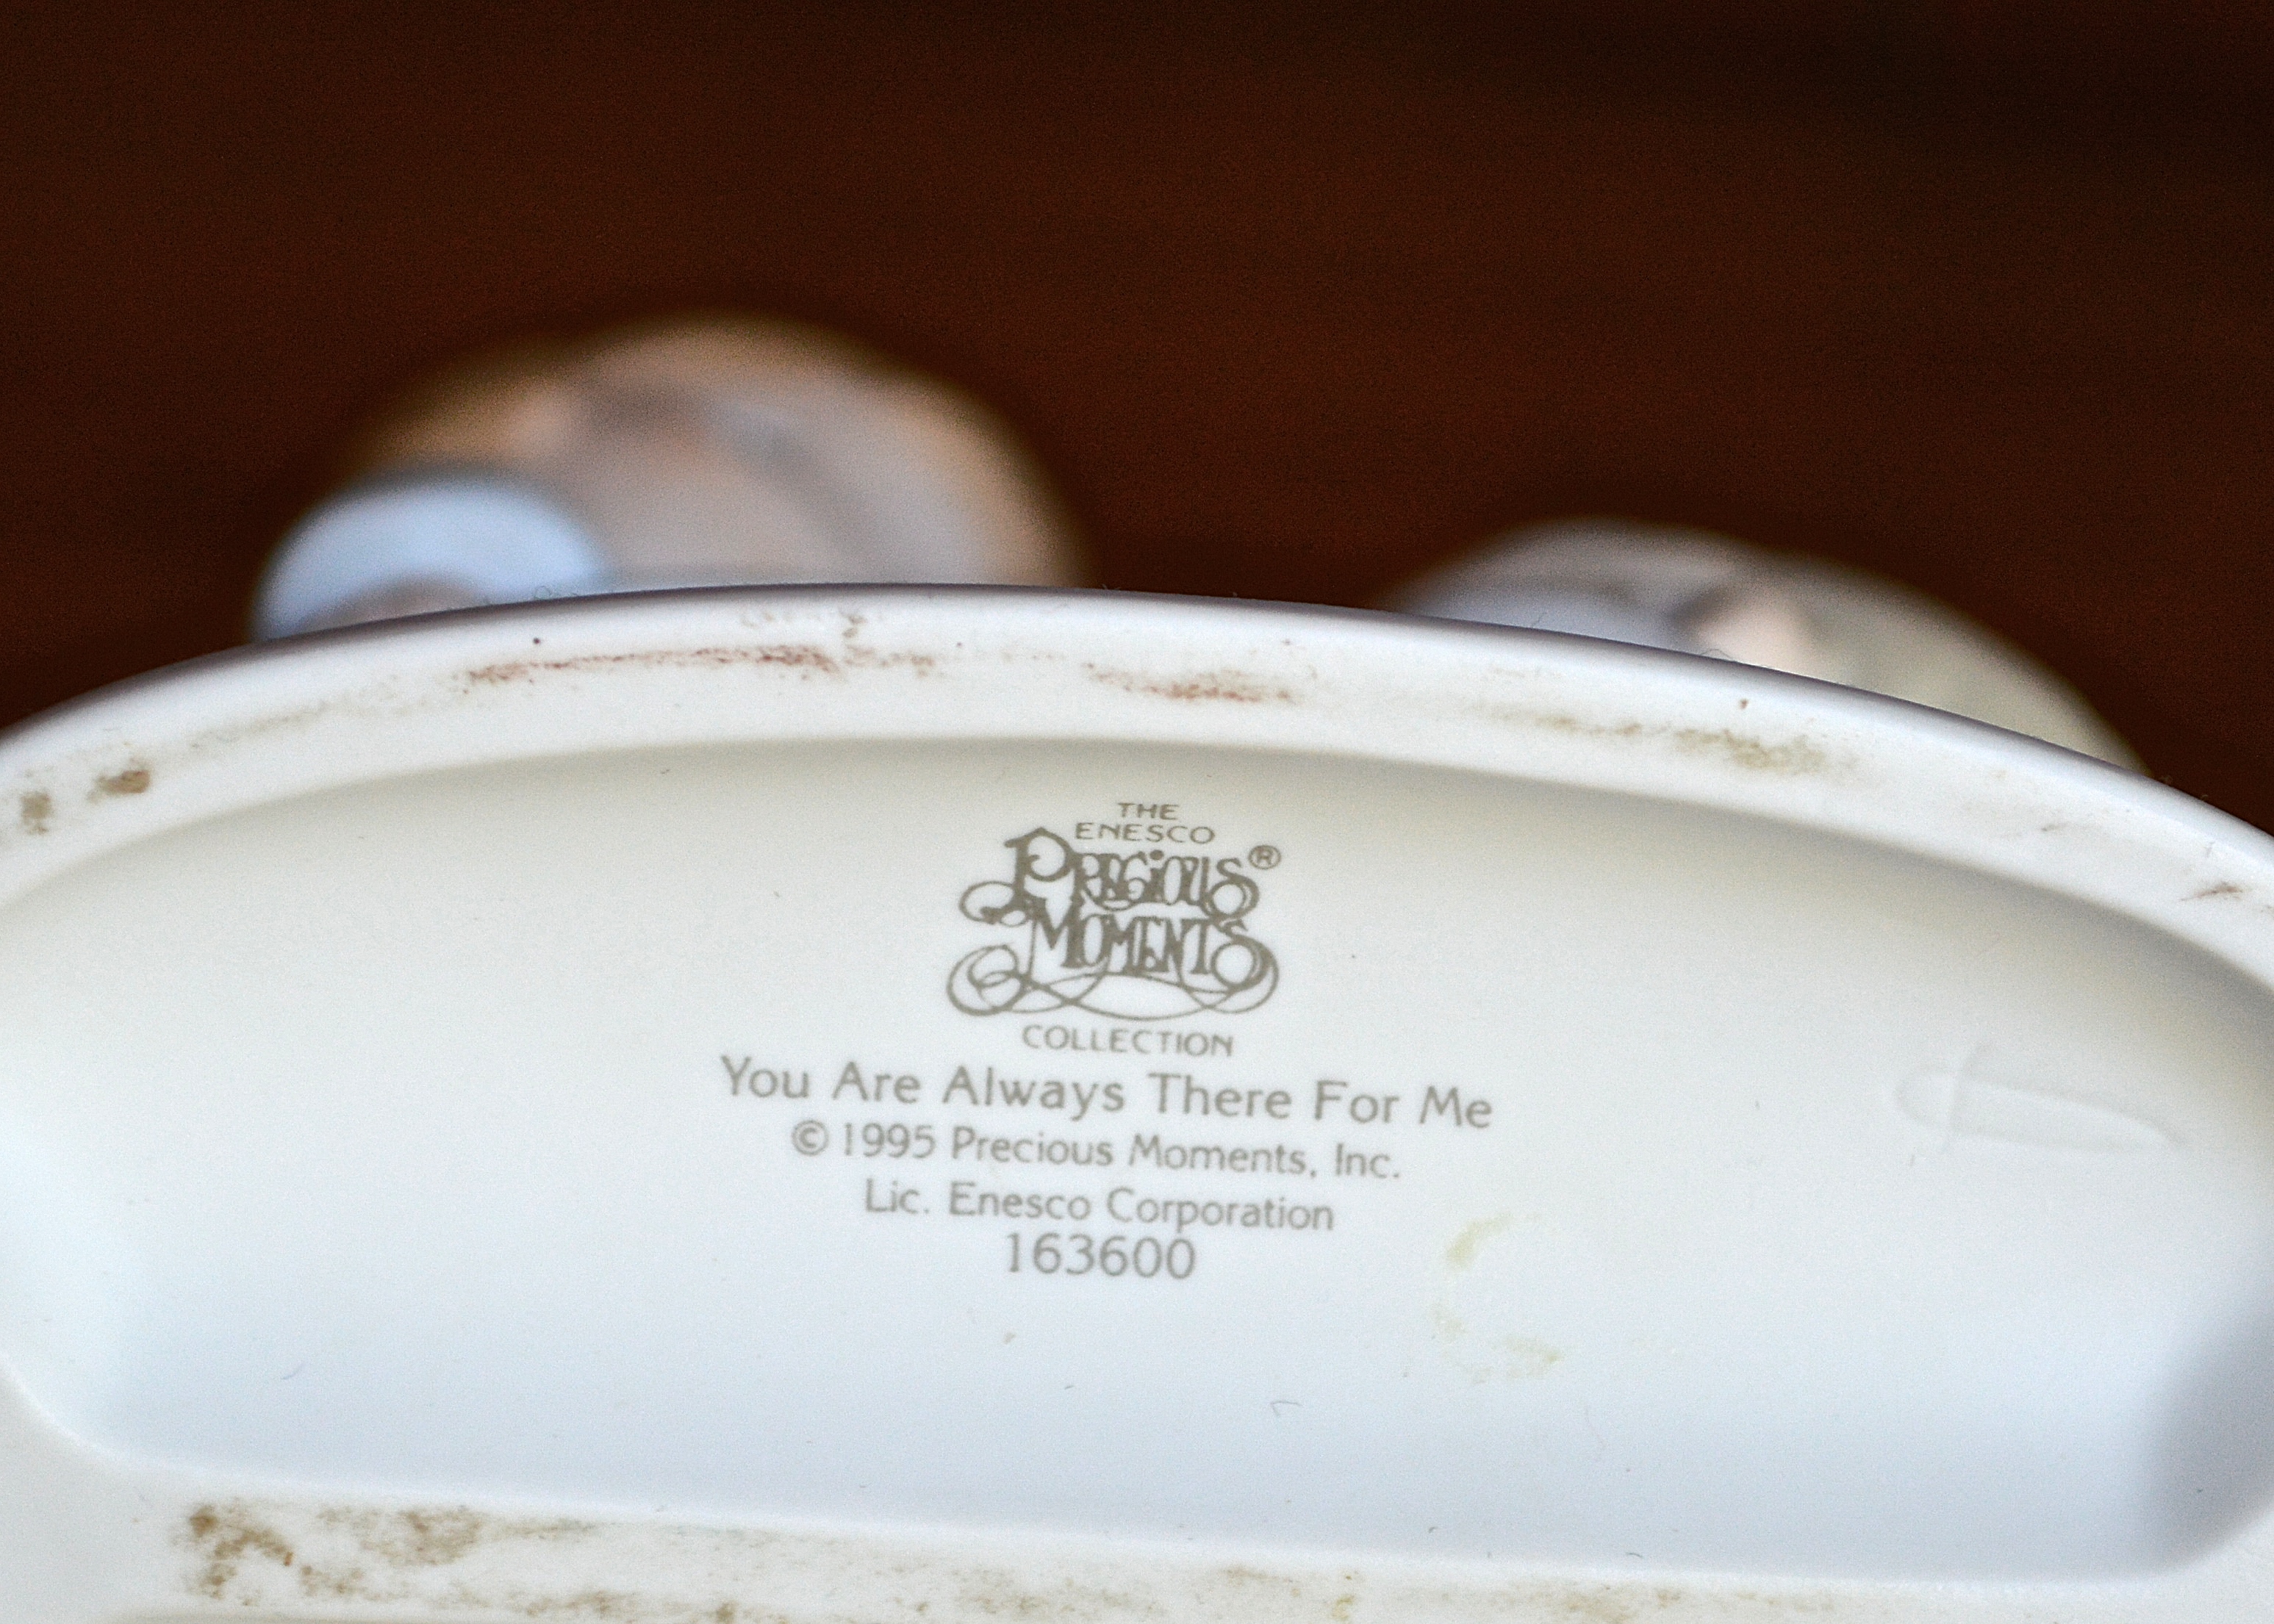 THE
ENESCO
PRECIOUS®
MOMENTS
COLLECTION
You Are Always There For Me
© 1995 Precious Moments, Inc.
Lic. Enesco Corporation
163600